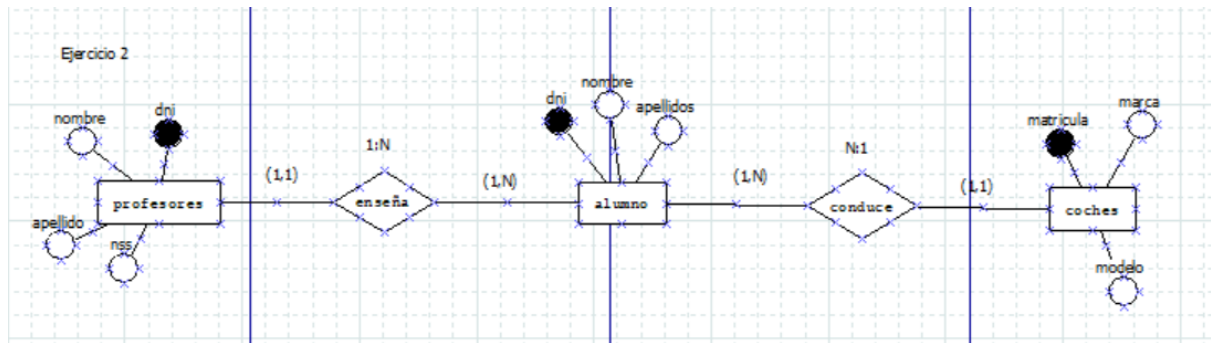 Ejercicio 2
nombre
dni
apellido
nss
profesores
(1,1)
1:N
enseña
(1,N)
dni
nombre
apellidos
alumno
(1,N)
N:1
conduce
(1,1)
matricula
marca
coches
modelo